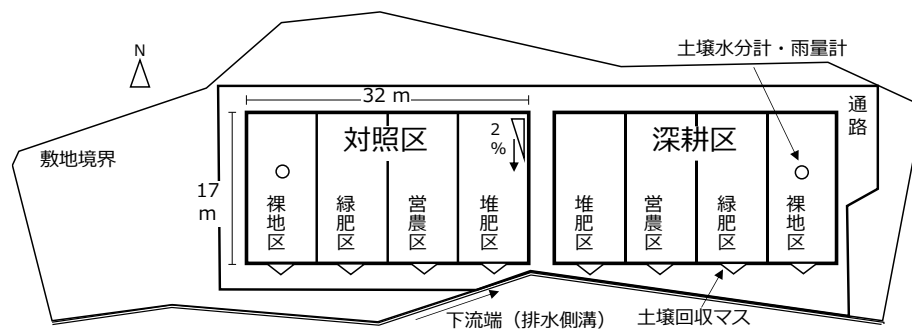 N
土壌水分計・雨量計
32 m
通路
対照区
2%
深耕区
敷地境界
17 m
裸地区
緑肥区
営農区
堆肥区
堆肥区
営農区
緑肥区
裸地区
下流端（排水側溝）
土壌回収マス